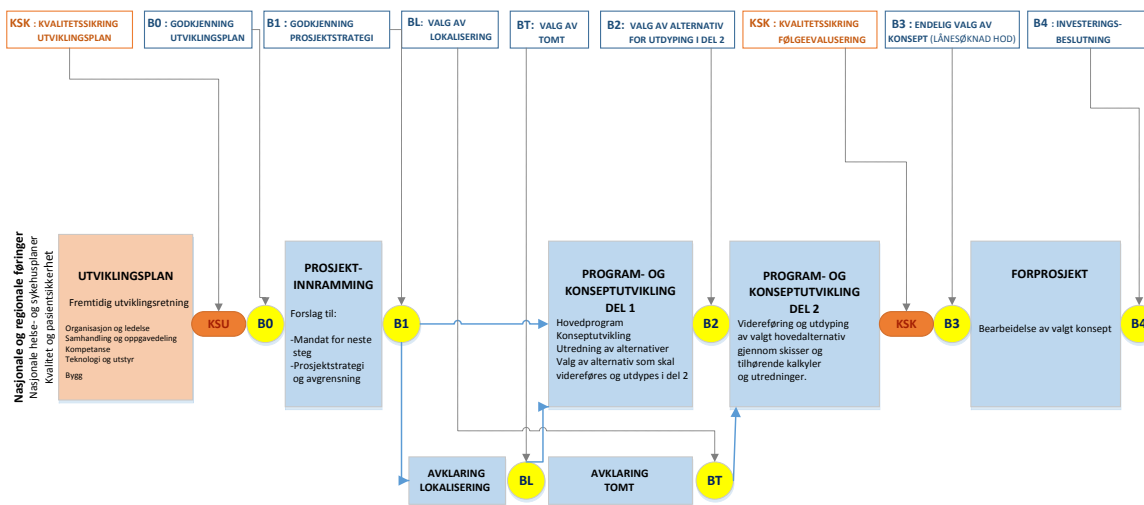 KSK : KVALITETSSIKRING
UTVIKLINGSPLAN
B0 : GODKJENNING
UTVIKLINGSPLAN
B1 : GODKJENNING
PROSJEKTSTRATEGI
BL: VALG AV
LOKALISERING
BT: VALG AV
TOMT
B2: VALG AV ALTERNATIV
FOR UTDYPING I DEL 2
KSK : KVALITETSSIKRING
FØLGEEVALUSERING
B3 : ENDELIG VALG AV
KONSEPT (LÅNESØKNAD HOD)
B4 : INVESTERINGS-
BESLUTNING
Nasjonale og regionale føringer
Nasjonale helse- og sykehusplaner
Kvalitet og pasientsikkerhet
UTVIKLINGSPLAN
Fremtidig utviklingsretning
Organisasjon og ledelse
Samhandling og oppgavedeling
Kompetanse
Teknologi og utstyr
Bygg
KSU
B0
PROSJEKT-
INNRAMMING
Forslag til:
-Mandat for neste
steg
-Prosjektstrategi
og avgrensning
B1
PROGRAM- OG
KONSEPTUTVIKLING
DEL 1
Hovedprogram
Konseptutvikling
Utredning av alternativer
Valg av alternativ som skal
videreføres og utdypes i del 2
B2
PROGRAM- OG
KONSEPTUTVIKLING
DEL 2
Videreføring og utdyping
av valgt hovedalternativ
gjennom skisser og
tilhørende kalkyler
og utredninger.
KSK
B3
FORPROSJEKT
Bearbeidelse av valgt konsept
B4
AVKLARING
LOKALISERING
BL
AVKLARING
TOMT
BT